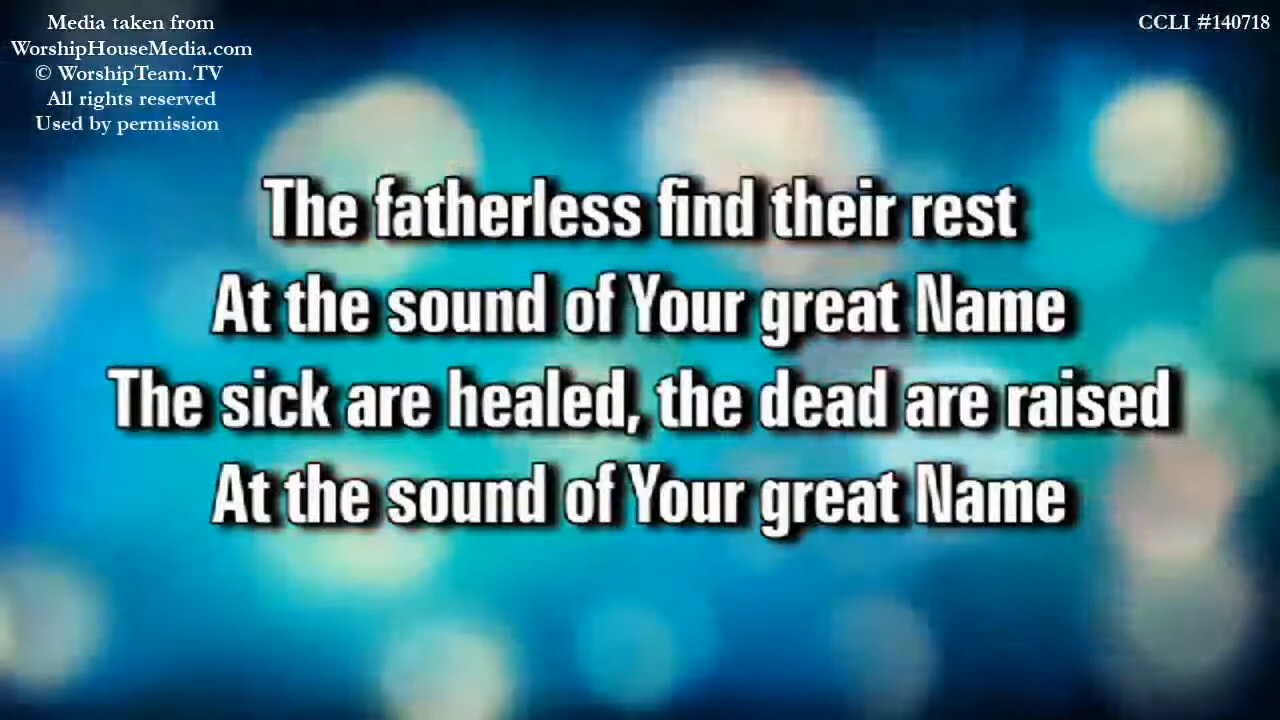 Media taken from
WorshipHouseMedia.com
© WorshipTeam.TV
All rights reserved
Used by permission
CCLI #140718
The fatherless find their rest
At the sound of Your great Name
The sick are healed, the dead are raised
At the sound of Your great Name